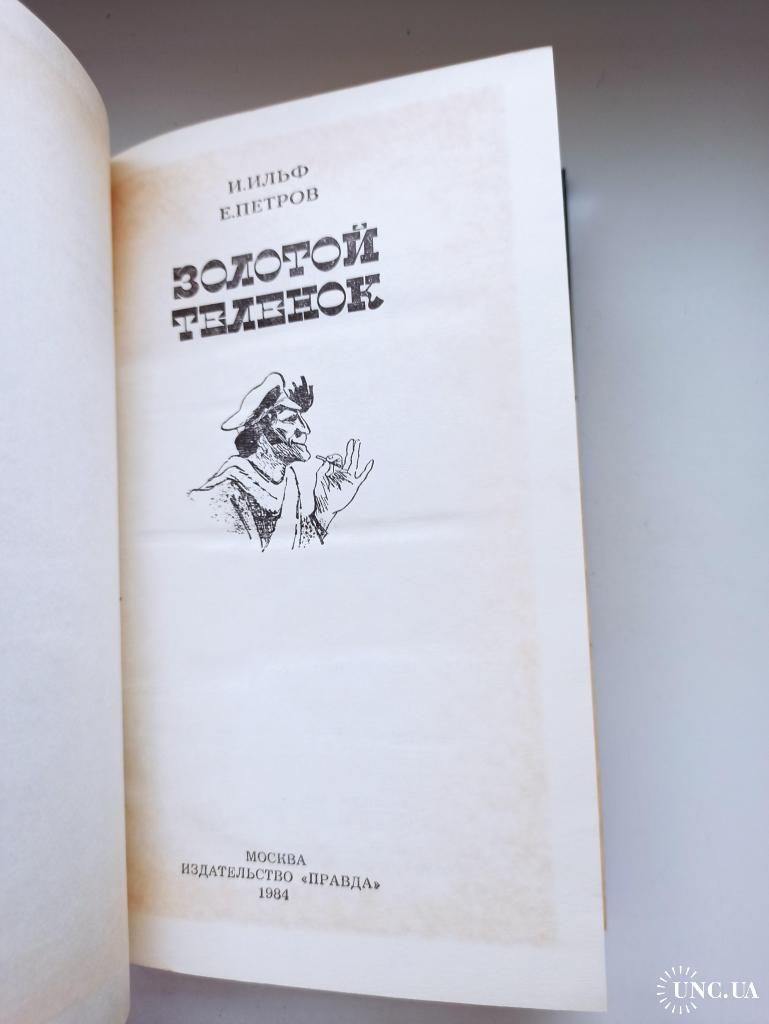 И.ИЛЬФ
Е.ПЕТРОВ
ЗОЛОТОЙ
ТЕЛЕНОК
МОСКВА
ИЗДАТЕЛЬСТВО «ПРАВДА»
1984
UNC.UA